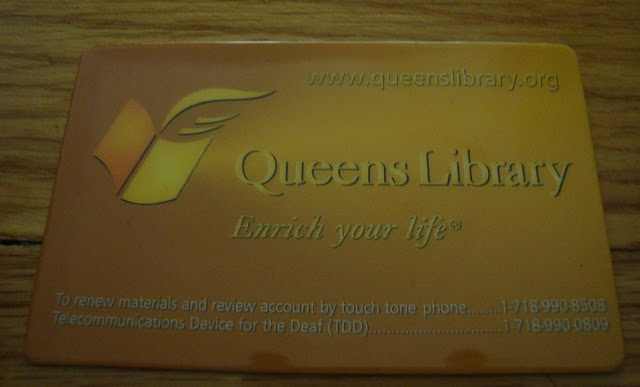 www.queenslibrary.org
Queens Library
Enrich your life®
To renew materials and review account by touch tone phone.......1-718-990-8508
Telecommunications Device for the Deaf (TDD)............................1-718-990-0809